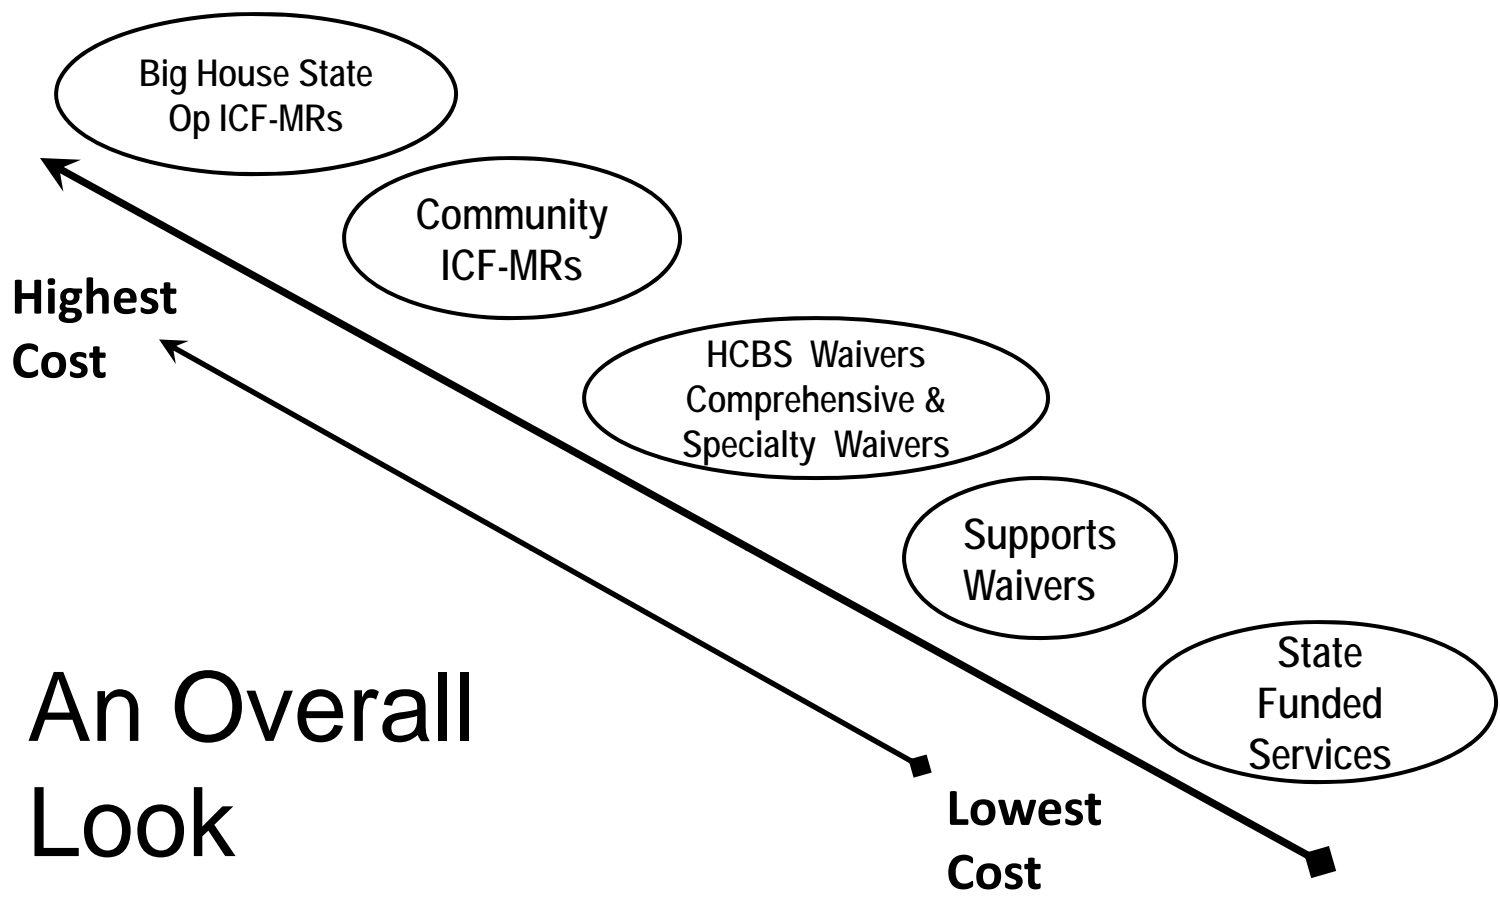 Big House State
Op ICF-MRs
Community
ICF-MRs
Highest
Cost
HCBS Waivers
Comprehensive &
Specialty Waivers
Supports
Waivers
State
Funded
Services
An Overall
Look
Lowest
Cost